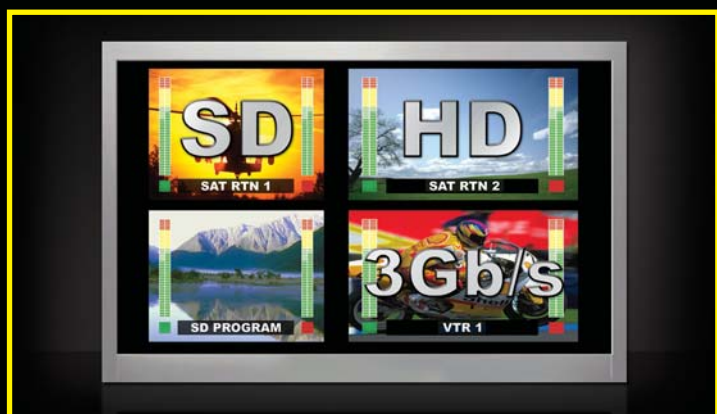 SD
SAT RTN 1
HD
SAT RTN 2
SD PROGRAM
3Gb/s
VTR 1